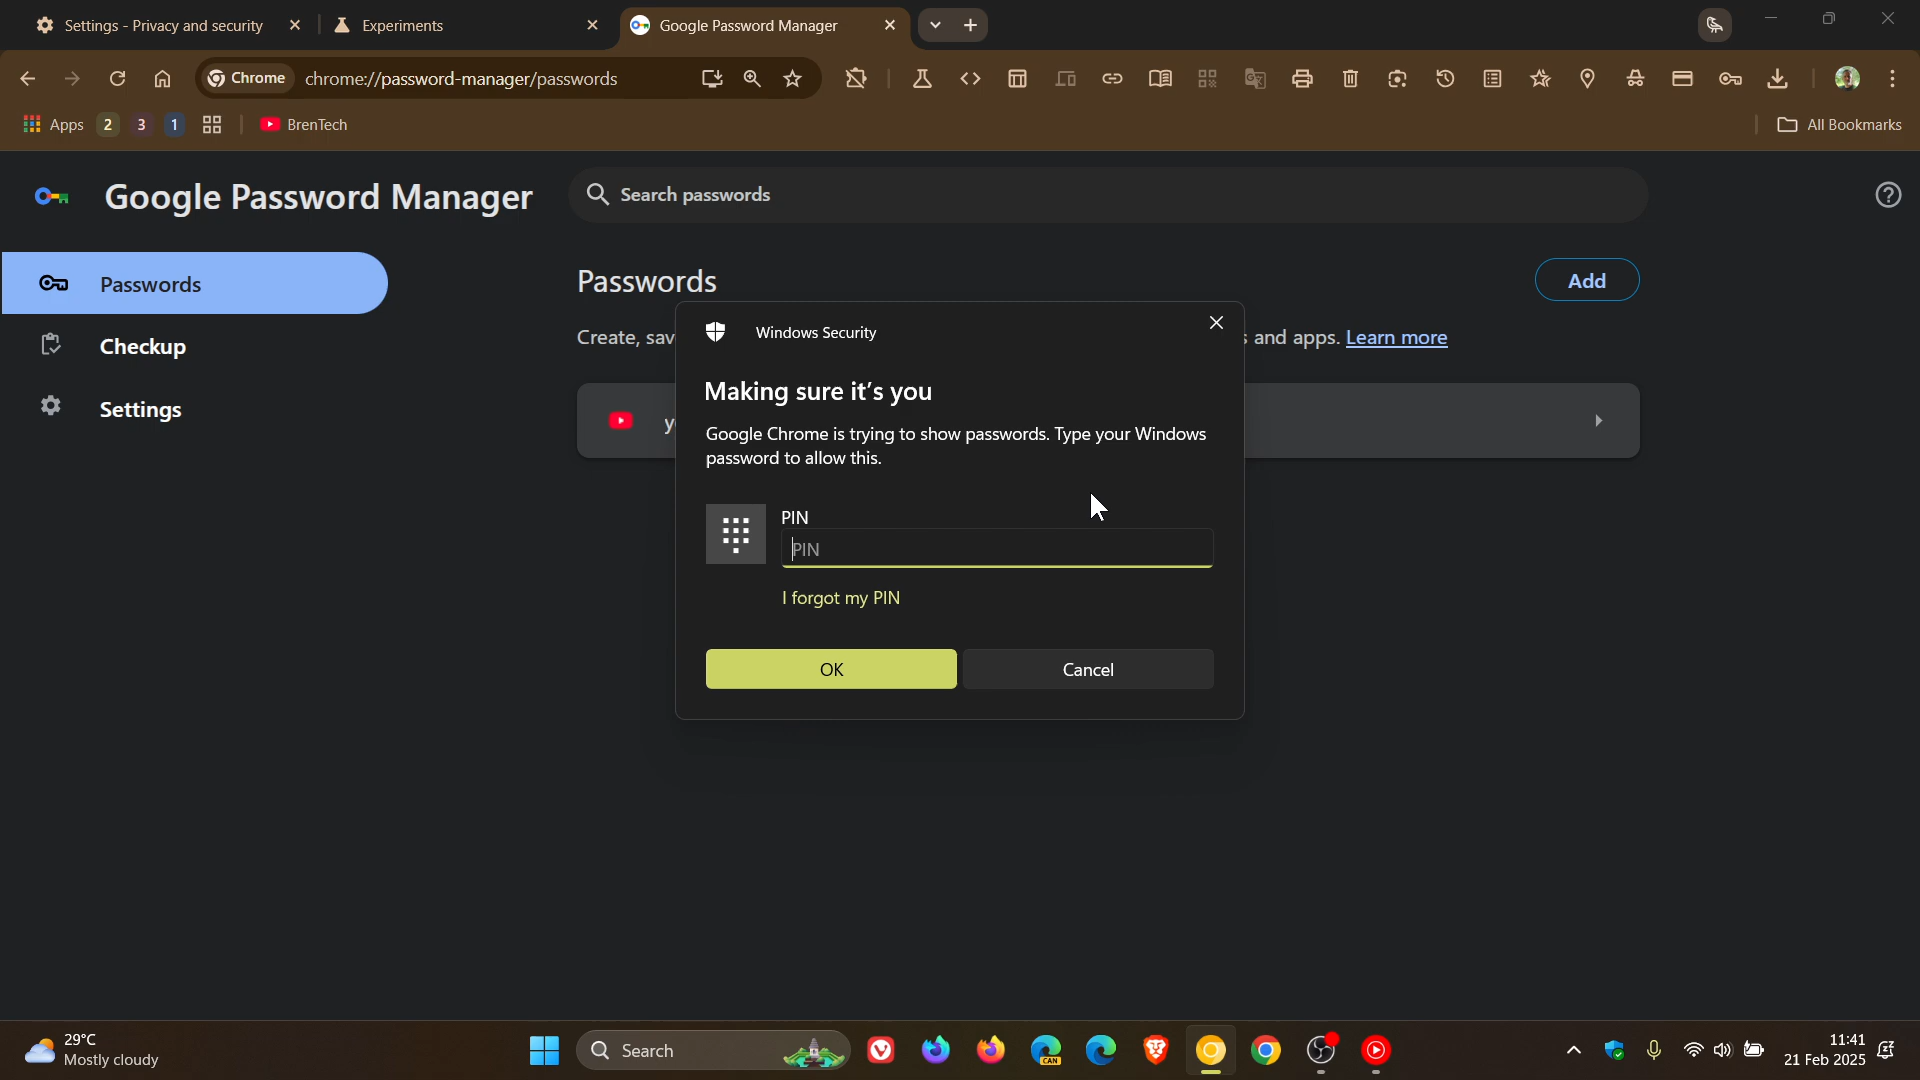 Settings - Privacy and security
Experiments
Google Password Manager
Chrome
chrome://password-manager/passwords
Apps
2
3
1
BrenTech
All Bookmarks
Google Password Manager
Search passwords
Passwords
Checkup
Settings
Passwords
Add
Create, sav
s and apps. Learn more
Windows Security
Making sure it's you
Google Chrome is trying to show passwords. Type your Windows
password to allow this.
PIN
PIN
I forgot my PIN
OK
Cancel
29°C
Mostly cloudy
Search
CAN
11:41
21 Feb 2025